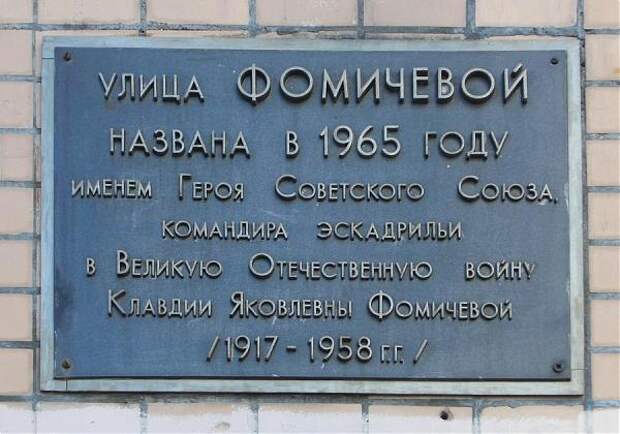 улица ФОМИЧЕВОЙ
НАЗВАНА В 1965 ГОДУ
именем Героя Советского Союза,
командира эскадрильи
в Великую Отечественную войну
Клавдии Яковлевны Фомичевой
/1917 - 1958 г.г. /